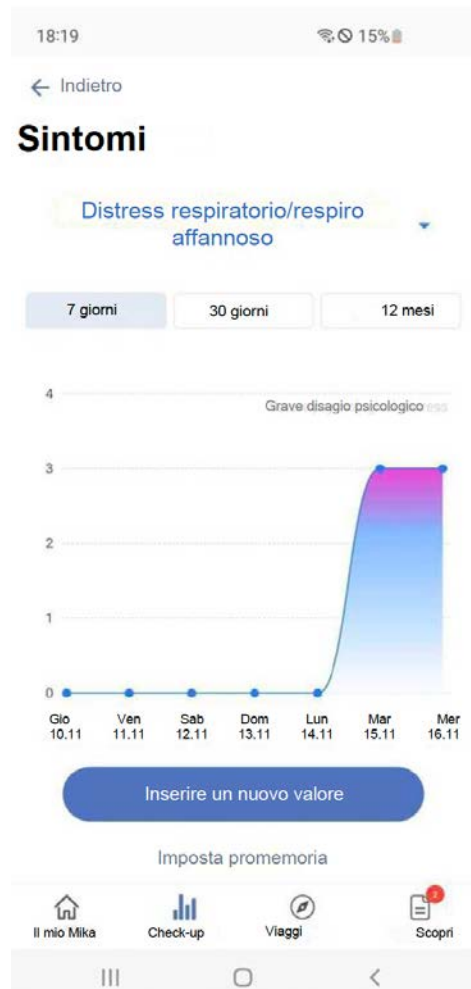 18:19 15%
Indietro
Sintomi
Distress respiratorio/respiro
affannoso
7 giorni 30 giorni 12 mesi
4
Grave disagio psicologico
3
2
1
0
Gio Ven Sab Dom Lun Mar Mer
10.11 11.11 12.11 13.11 14.11 15.11 16.11
Inserire un nuovo valore
Imposta promemoria
Il mio Mika Check-up Viaggi Scopri